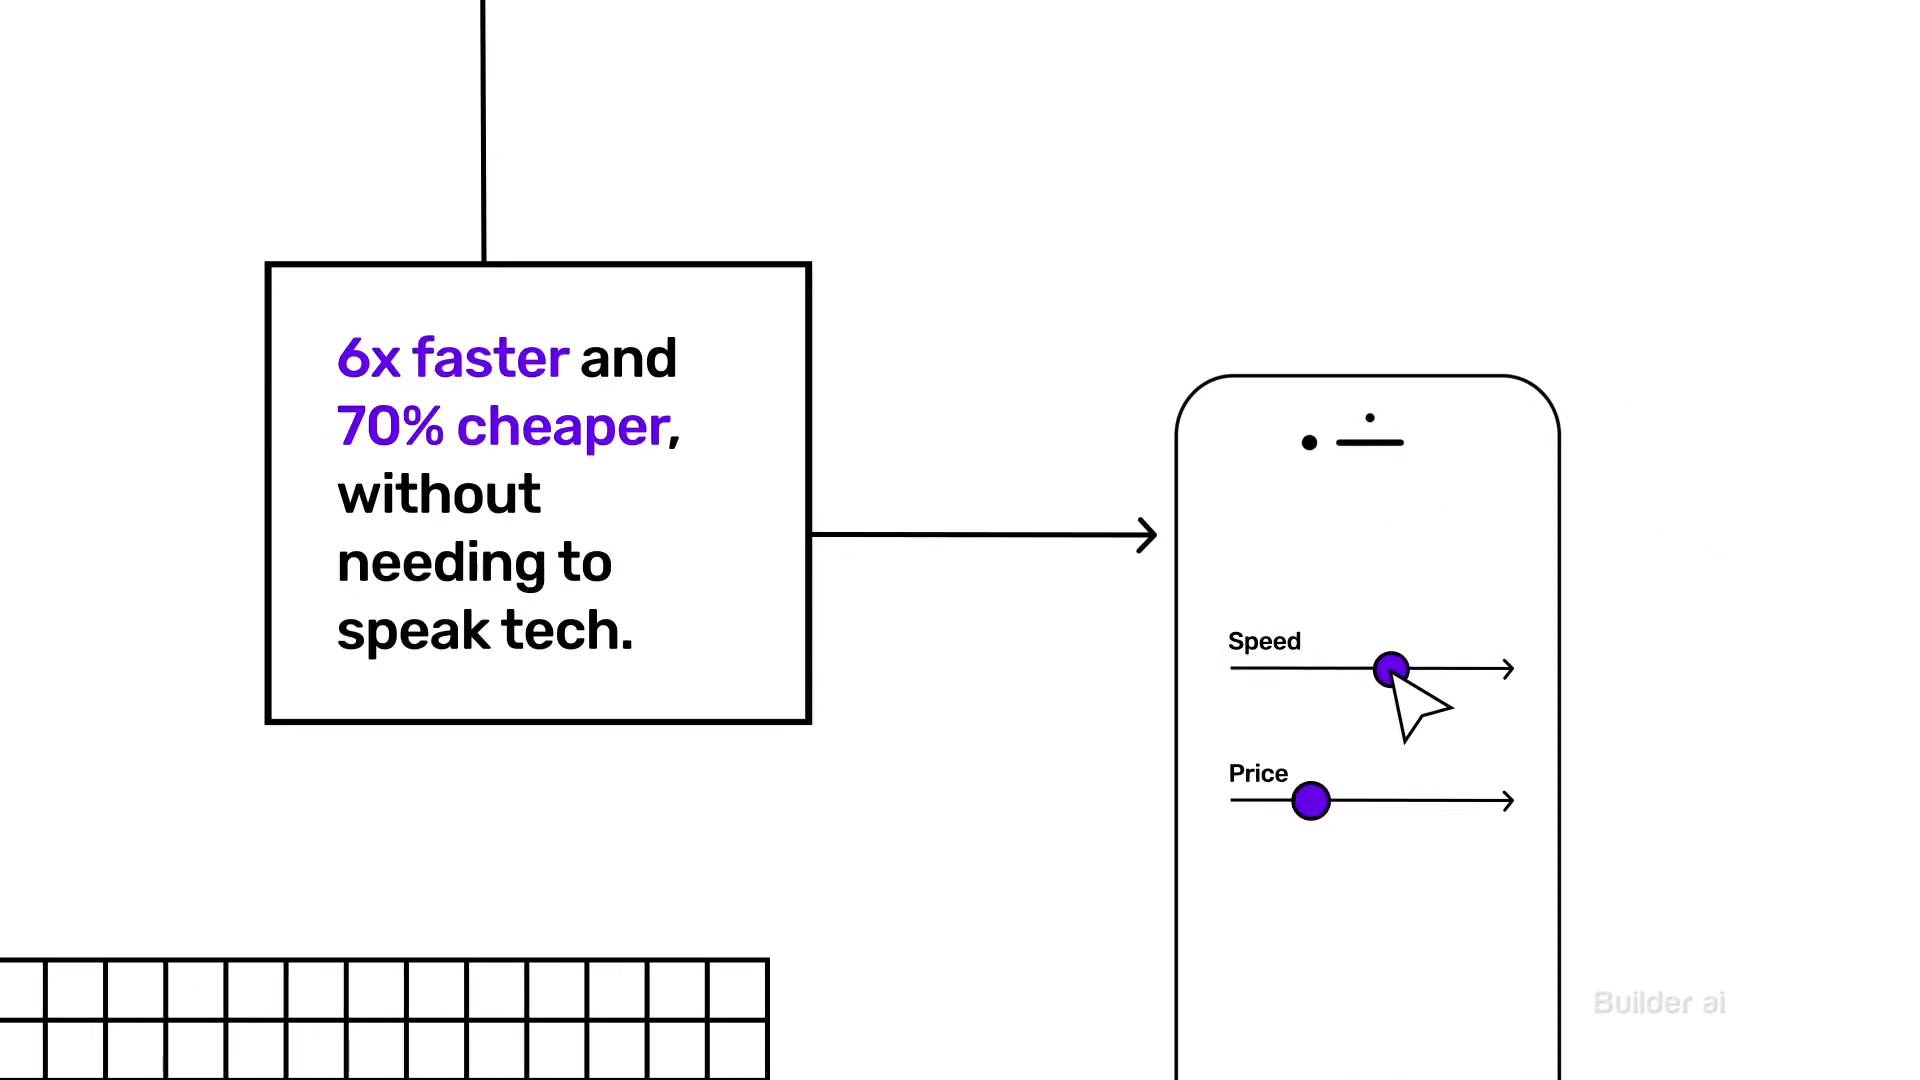 6x faster and
70% cheaper,
without
needing to
speak tech.
Speed
Price
Builder ai